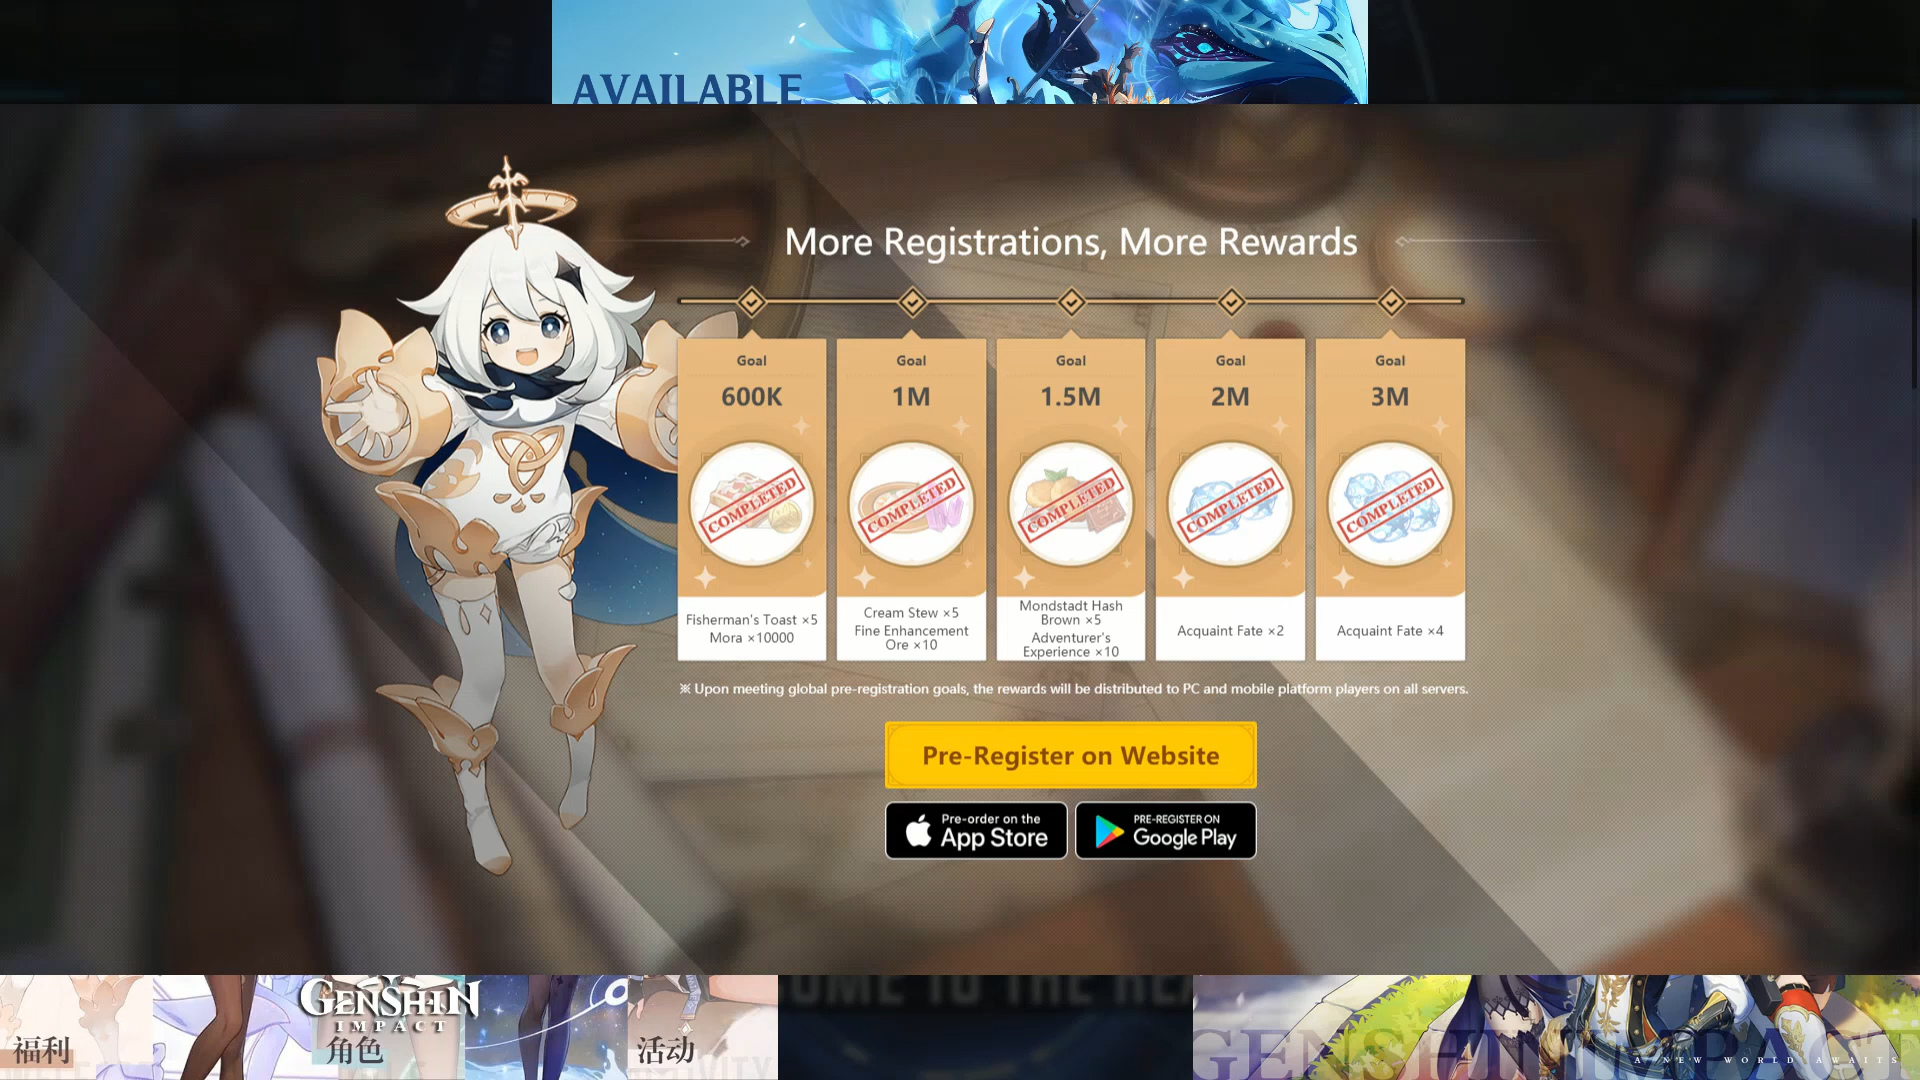 AVAILABLE
More Registrations, More Rewards
Goal
600K
COMPLETED
Fisherman's Toast ×5
Mora ×10000
Goal
1M
COMPLETED
Cream Stew ×5
Fine Enhancement
Ore ×10
Goal
1.5M
COMPLETED
Mondstadt Hash
Brown ×5
Adventurer's
Experience ×10
Goal
2M
COMPLETED
Acquaint Fate ×2
Goal
3M
COMPLETED
Acquaint Fate ×4
※ Upon meeting global pre-registration goals, the rewards will be distributed to PC and mobile platform players on all servers.
Pre-Register on Website
Pre-order on the
App Store
PRE-REGISTER ON
Google Play
GENSHIN
IMPACT
福利
角色
活动
TO THE
GENSHIN IMPACT
A NEW WORLD AWAITS